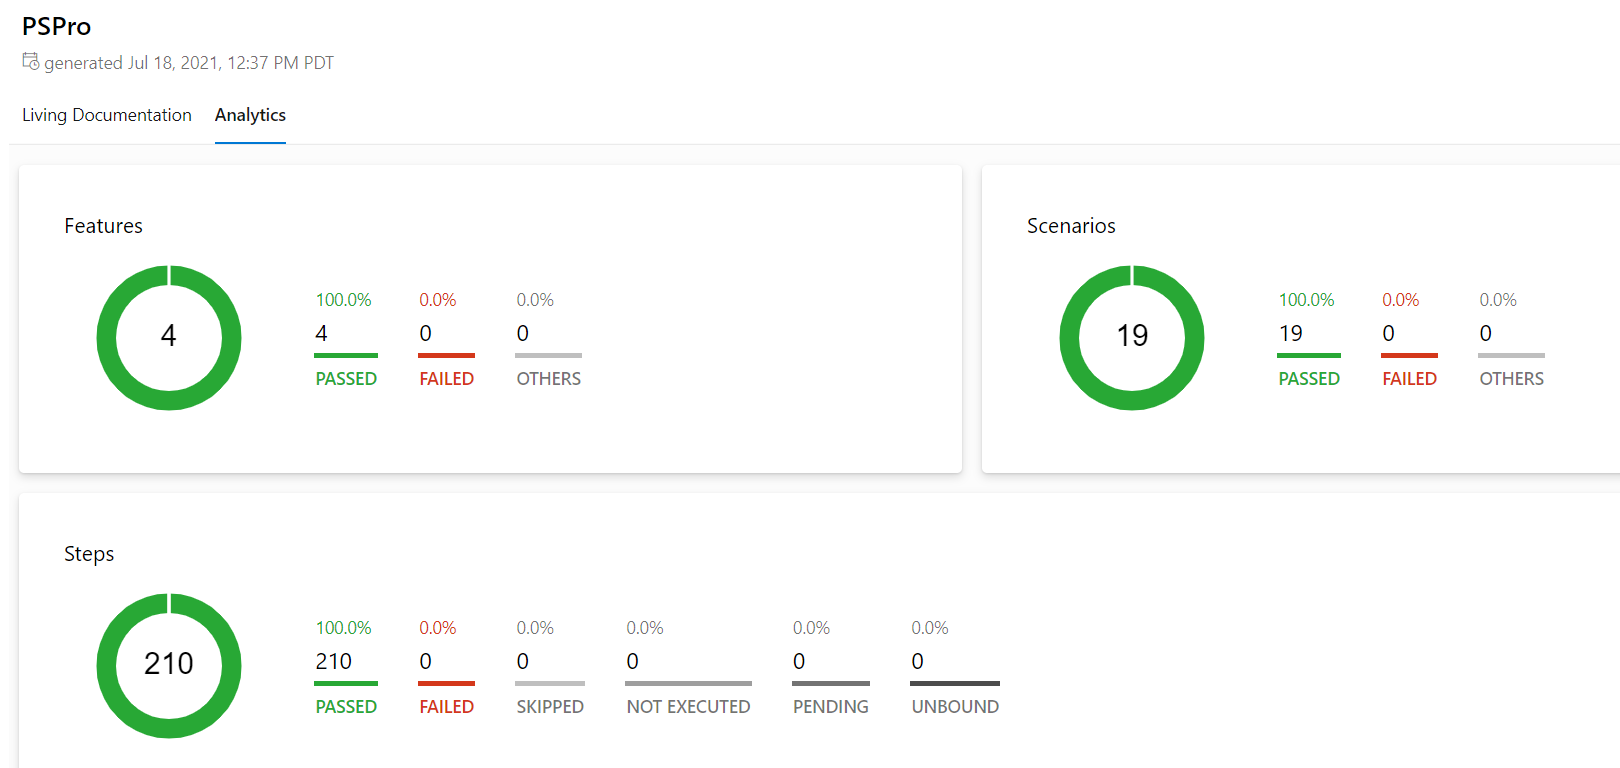 PSPro
generated Jul 18, 2021, 12:37 PM PDT
Living Documentation Analytics
Features
4
100.0% 0.0% 0.0%
4 0 0
PASSED FAILED OTHERS
Scenarios
19
100.0% 0.0% 0.0%
19 0 0
PASSED FAILED OTHERS
Steps
210
100.0% 0.0% 0.0% 0.0% 0.0% 0.0%
210 0 0 0 0 0
PASSED FAILED SKIPPED NOT EXECUTED PENDING UNBOUND